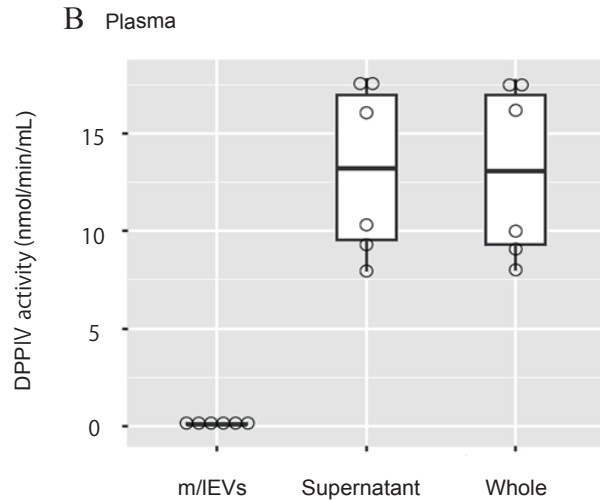 B Plasma
DPPIV activity (nmol/min/mL)
15
10
5
0
m/lEVs Supernatant Whole